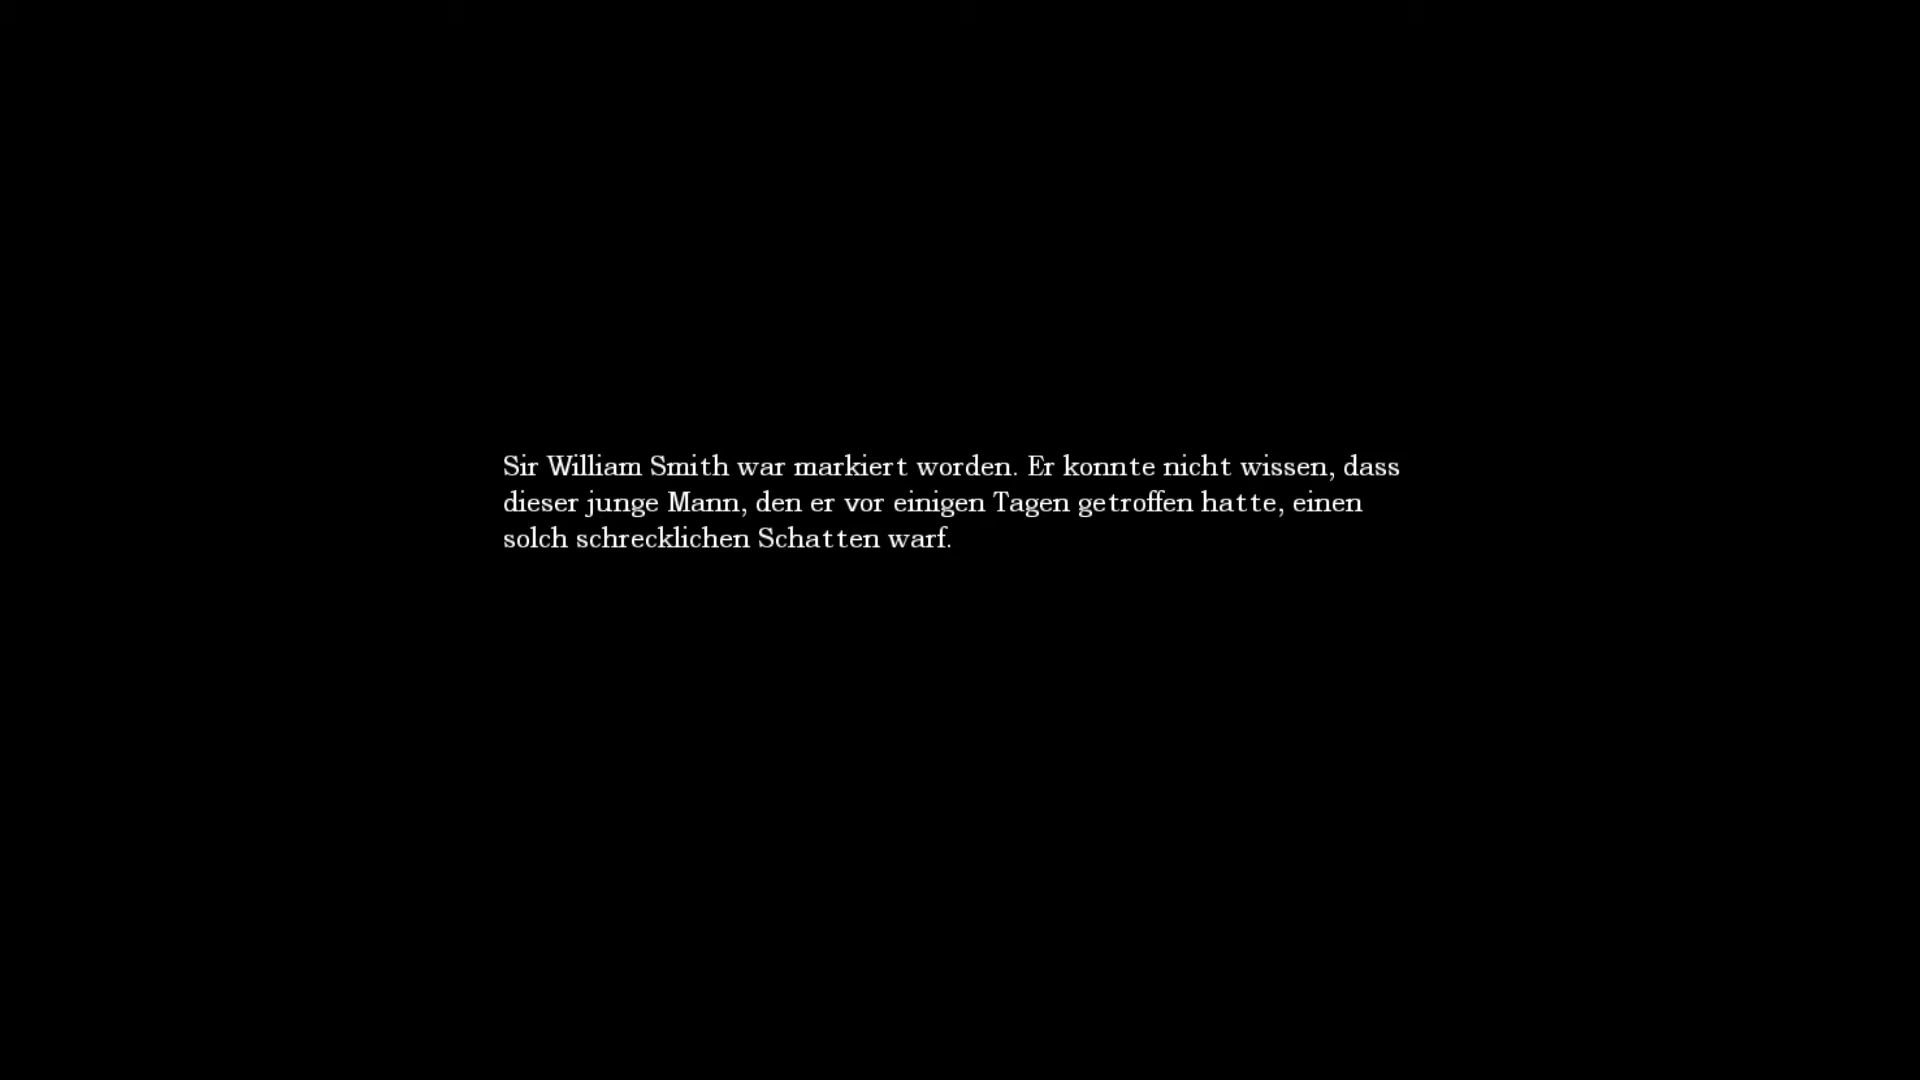 Sir William Smith war markiert worden. Er konnte nicht wissen, dass
dieser junge Mann, den er vor einigen Tagen getroffen hatte, einen
solch schrecklichen Schatten warf.